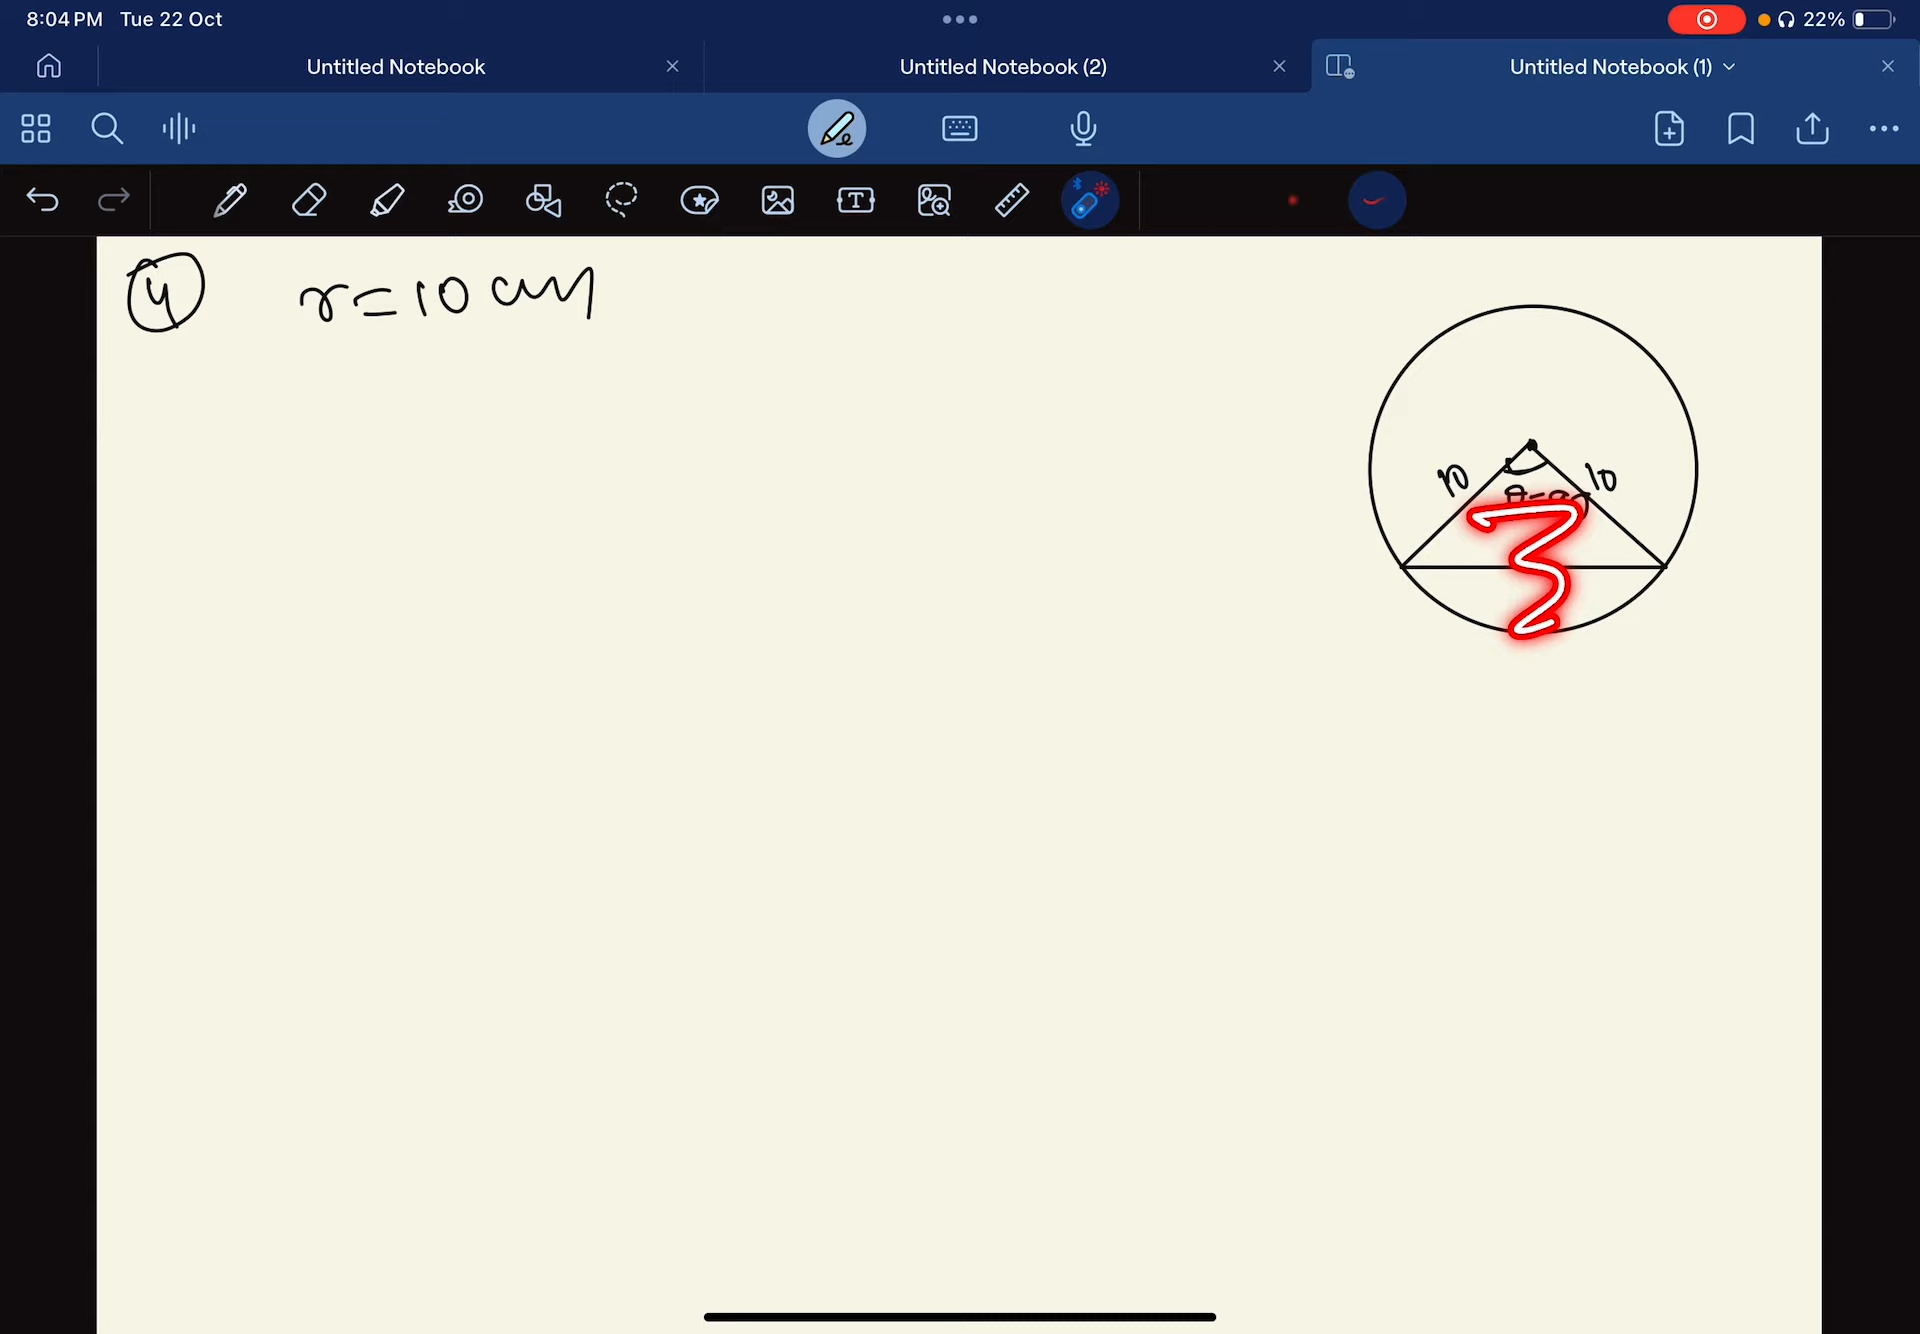 8:04 PM Tue 22 Oct
22%
Untitled Notebook
Untitled Notebook (2)
Untitled Notebook (1)
T
4
r = 10 cm
10
10